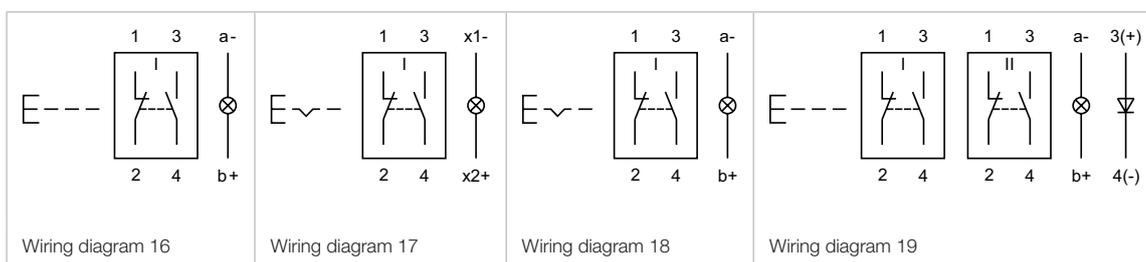 1 3 a-
I
2 4 b+
Wiring diagram 16
1 3 x1-
I
2 4 x2+
Wiring diagram 17
1 3 a-
I
2 4 b+
Wiring diagram 18
1 3 1 3 a- 3(+)
I II
2 4 2 4 b+ 4(-)
Wiring diagram 19